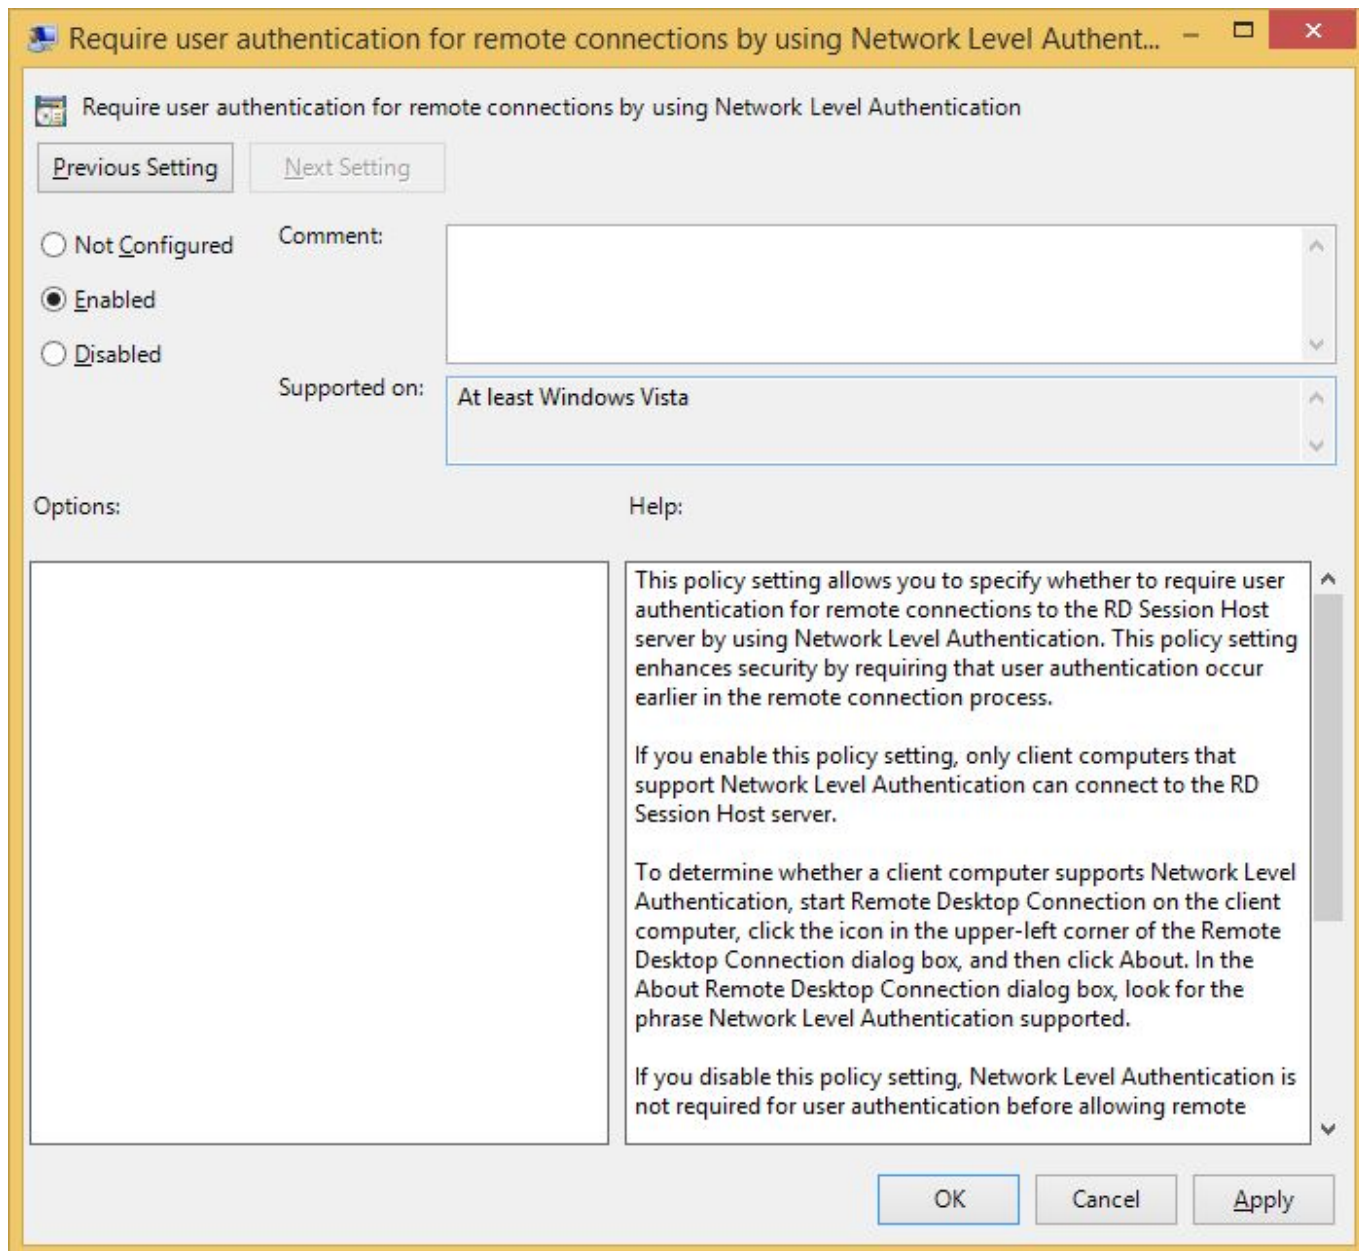 Require user authentication for remote connections by using Network Level Authent...
Require user authentication for remote connections by using Network Level Authentication
Previous Setting
Next Setting
Not Configured
Comment:
Enabled
Disabled
Supported on:
At least Windows Vista
Options:
Help:
This policy setting allows you to specify whether to require user
authentication for remote connections to the RD Session Host
server by using Network Level Authentication. This policy setting
enhances security by requiring that user authentication occur
earlier in the remote connection process.
If you enable this policy setting, only client computers that
support Network Level Authentication can connect to the RD
Session Host server.
To determine whether a client computer supports Network Level
Authentication, start Remote Desktop Connection on the client
computer, click the icon in the upper-left corner of the Remote
Desktop Connection dialog box, and then click About. In the
About Remote Desktop Connection dialog box, look for the
phrase Network Level Authentication supported.
If you disable this policy setting, Network Level Authentication is
not required for user authentication before allowing remote
OK
Cancel
Apply